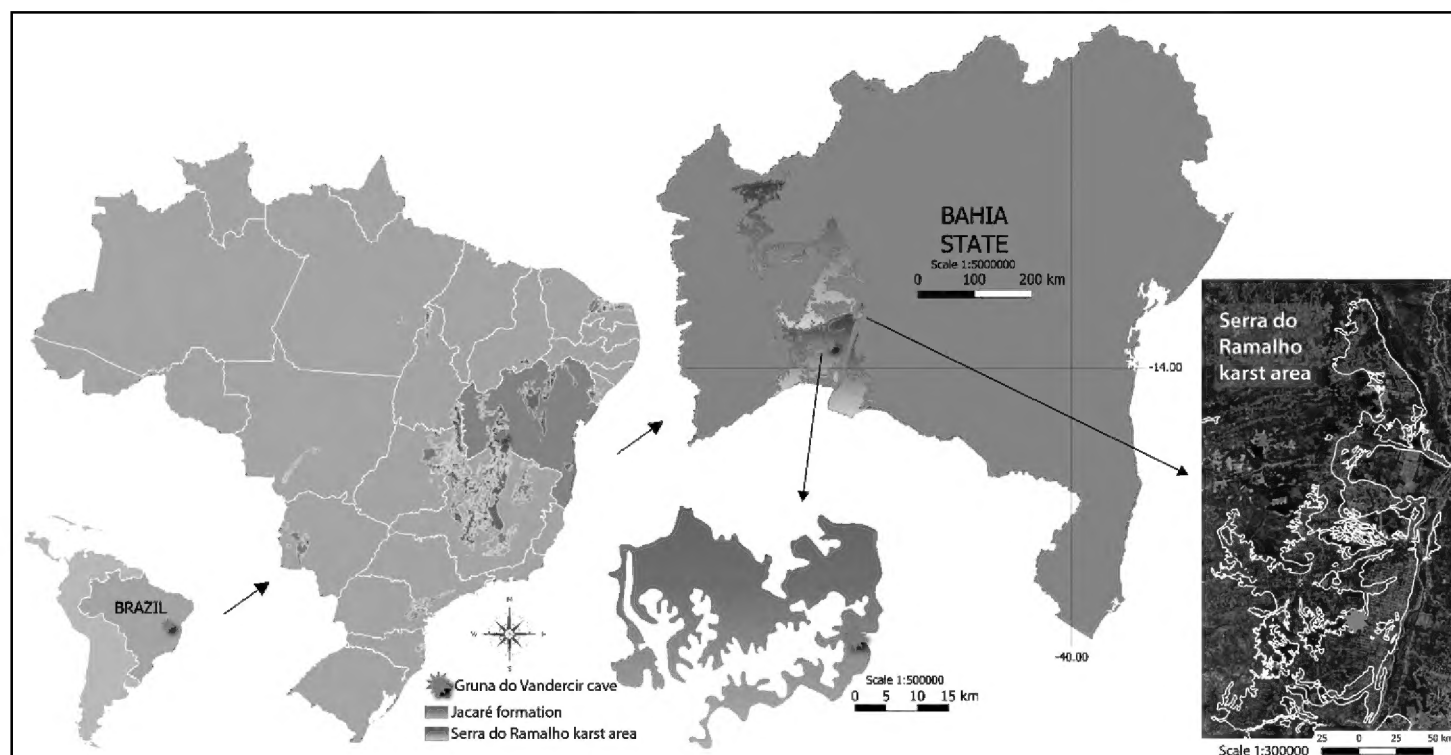 BRAZIL
N
W
E
S
Gruna do Vandercir cave
Jacaré formation
Serra do Ramalho karst area
BAHIA
STATE
Scale 1:5000000
0 100 200 km
-14.00
-40.00
Scale 1:500000
0 5 10 15 km
Serra do
Ramalho
karst area
25 0 25 50 km
Scale 1:300000